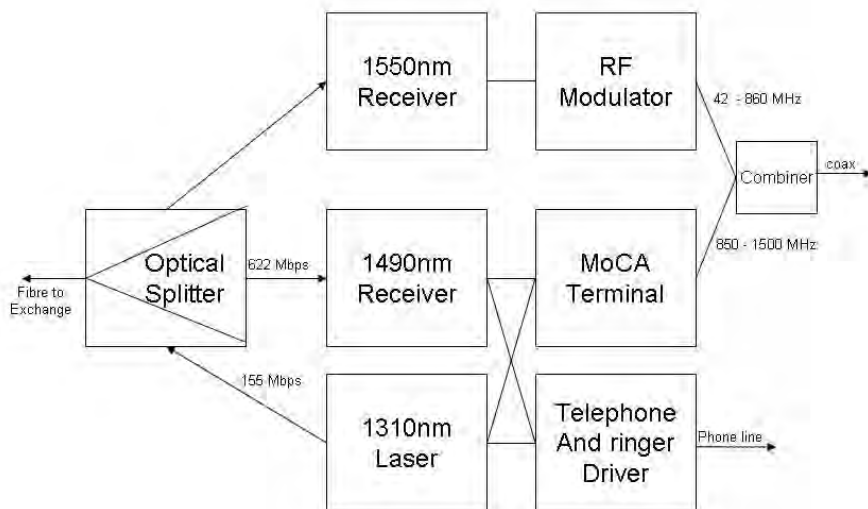 1550nm
Receiver
RF
Modulator
42 - 860 MHz
Combiner
coax
850 - 1500 MHz
Optical
Splitter
622 Mbps
1490nm
Receiver
MoCA
Terminal
Fibre to
Exchange
155 Mbps
1310nm
Laser
Telephone
And ringer
Driver
Phone line